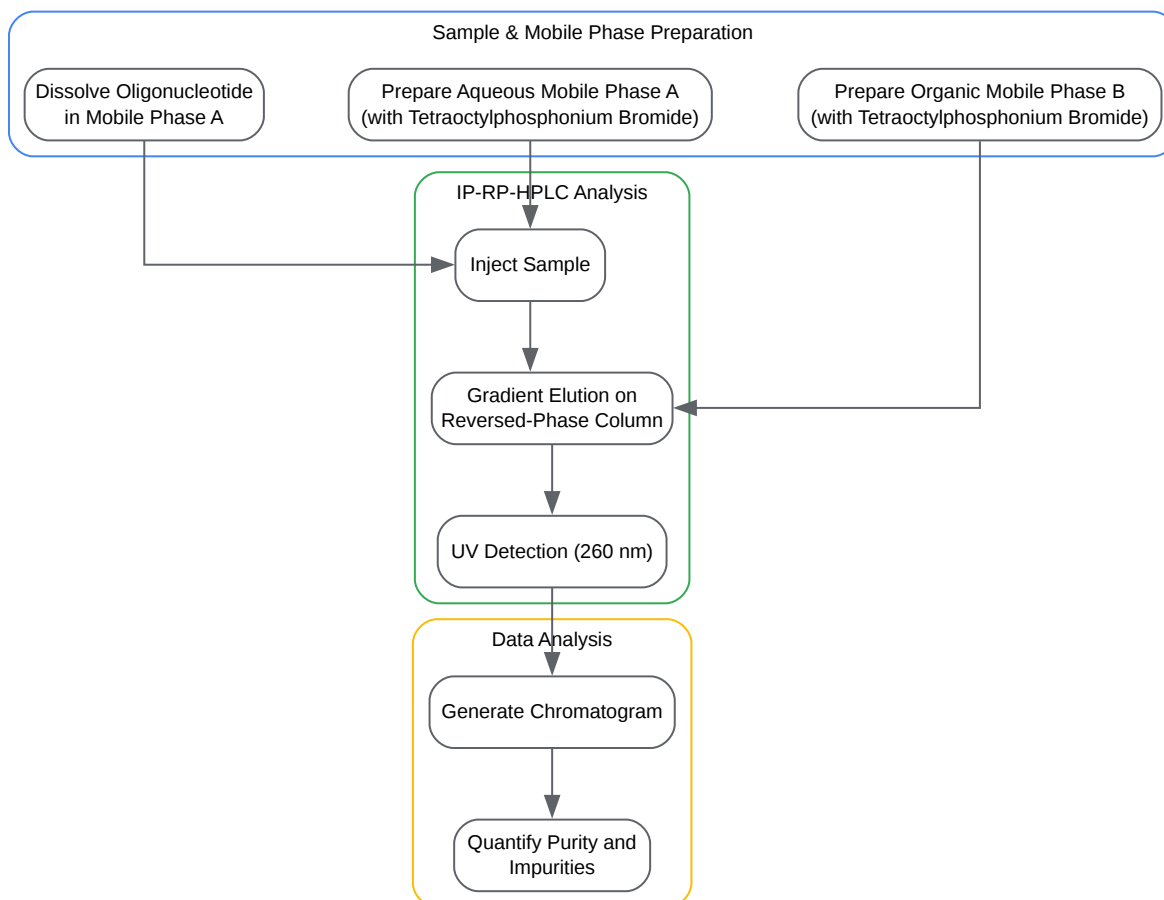 Sample & Mobile Phase Preparation
Dissolve Oligonucleotide
in Mobile Phase A
Prepare Aqueous Mobile Phase A
(with Tetraoctylphosphonium Bromide)
Prepare Organic Mobile Phase B
(with Tetraoctylphosphonium Bromide)
IP-RP-HPLC Analysis
Inject Sample
Gradient Elution on
Reversed-Phase Column
UV Detection (260 nm)
Data Analysis
Generate Chromatogram
Quantify Purity and
Impurities